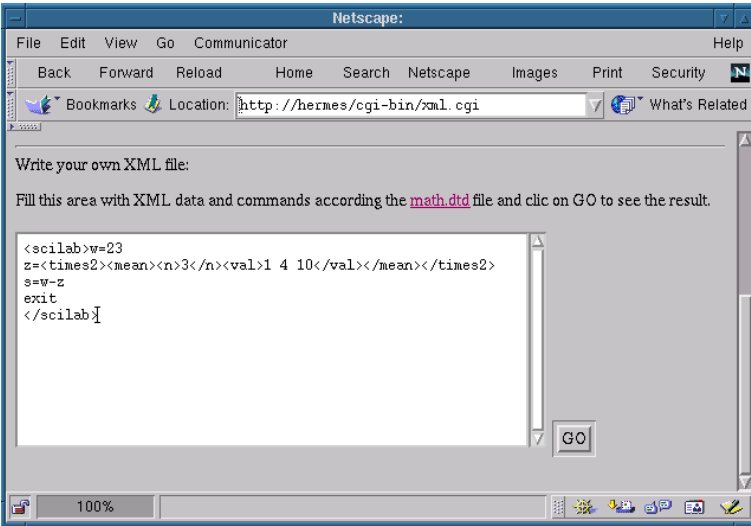 Netscape:
File Edit View Go Communicator Help
Back Forward Reload Home Search Netscape Images Print Security N
Bookmarks Location: http://hermes/cgi-bin/xml.cgi What's Related
Write your own XML file:
Fill this area with XML data and commands according the math.dtd file and clic on GO to see the result.
<scilab>w=23
z=<times2><mean><n>3</n><val>1 4 10</val></mean></times2>
s=w-z
exit
</scilab>
GO
100%